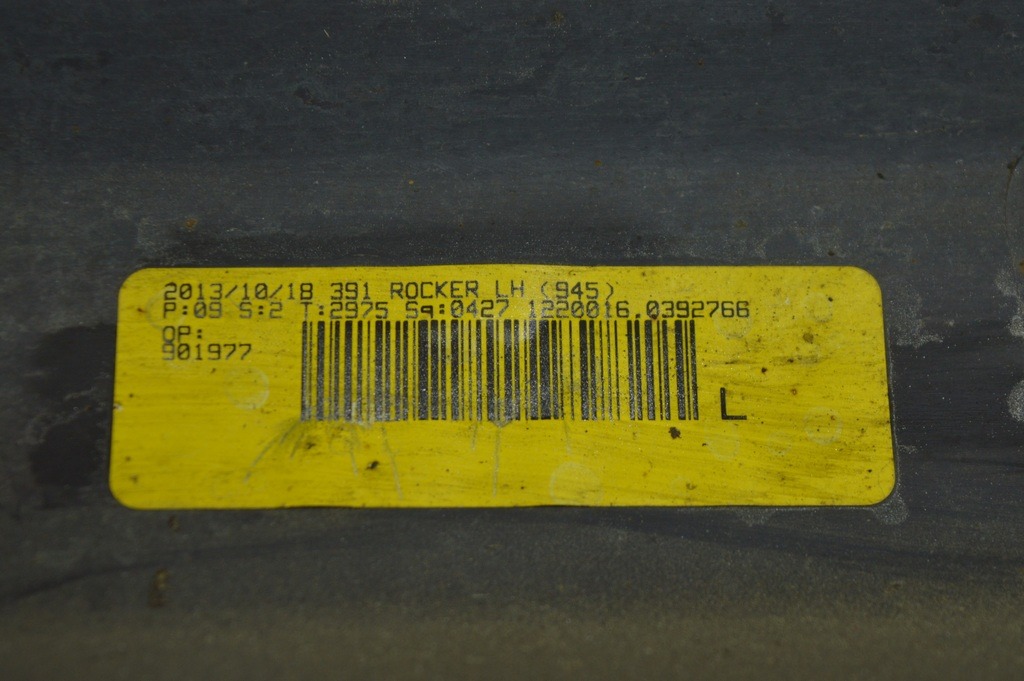 2013/10/18 391 ROCKER LH (945)
P:09 S:2 T:2975 Sq:0427 1220016.0392766
OP:
901977
L